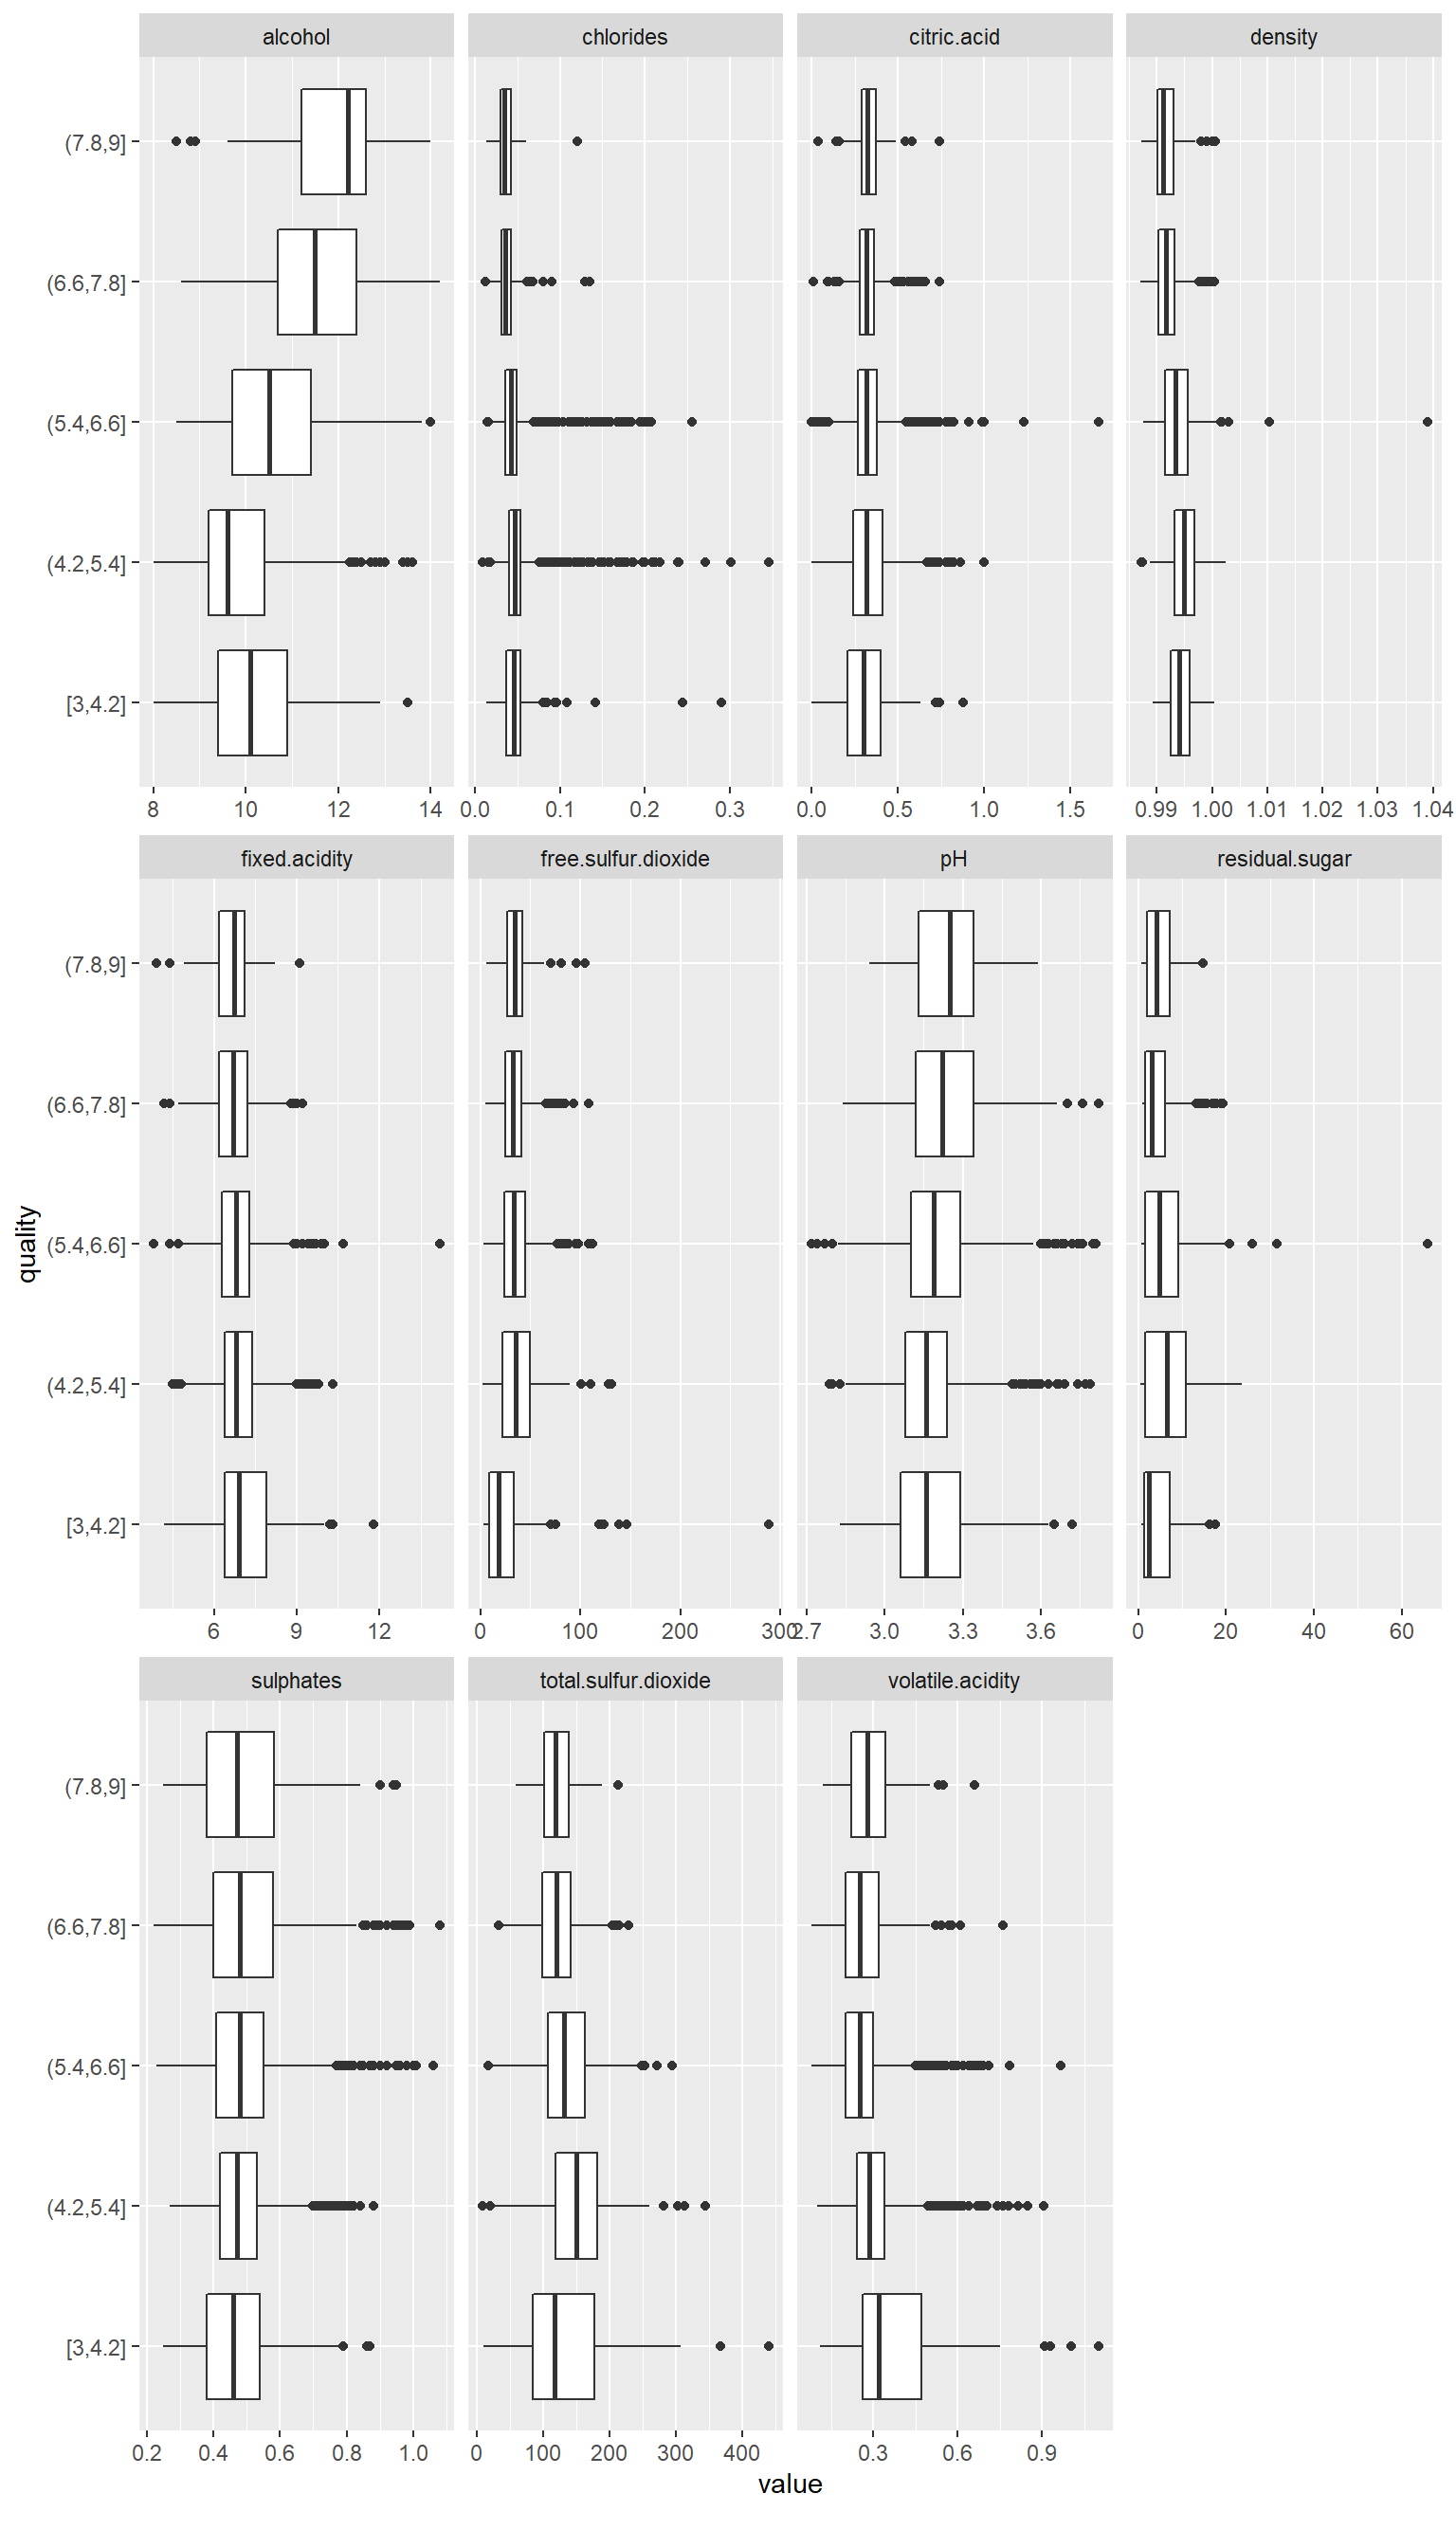 alcohol chlorides citric.acid density
(7.8,9]
(6.6,7.8]
(5.4,6.6]
(4.2,5.4]
[3,4.2]
8 10 12 14 0.0 0.1 0.2 0.3 0.0 0.5 1.0 1.5 0.99 1.00 1.01 1.02 1.03 1.04
fixed.acidity free.sulfur.dioxide pH residual.sugar
(7.8,9]
(6.6,7.8]
quality
(5.4,6.6]
(4.2,5.4]
[3,4.2]
6 9 12 0 100 200 300 2.7 3.0 3.3 3.6 0 20 40 60
sulphates total.sulfur.dioxide volatile.acidity
(7.8,9]
(6.6,7.8]
(5.4,6.6]
(4.2,5.4]
[3,4.2]
0.2 0.4 0.6 0.8 1.0 0 100 200 300 400 0.3 0.6 0.9
value